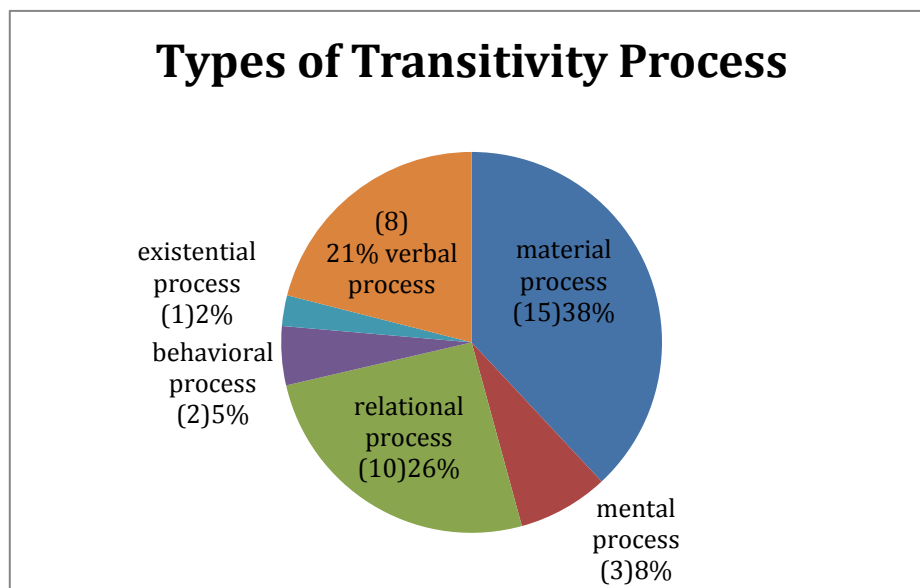 Types of Transitivity Process
(8)
21% verbal
process
material
process
(15)38%
existential
process
(1)2%
behavioral
process
(2)5%
relational
process
(10)26%
mental
process
(3)8%